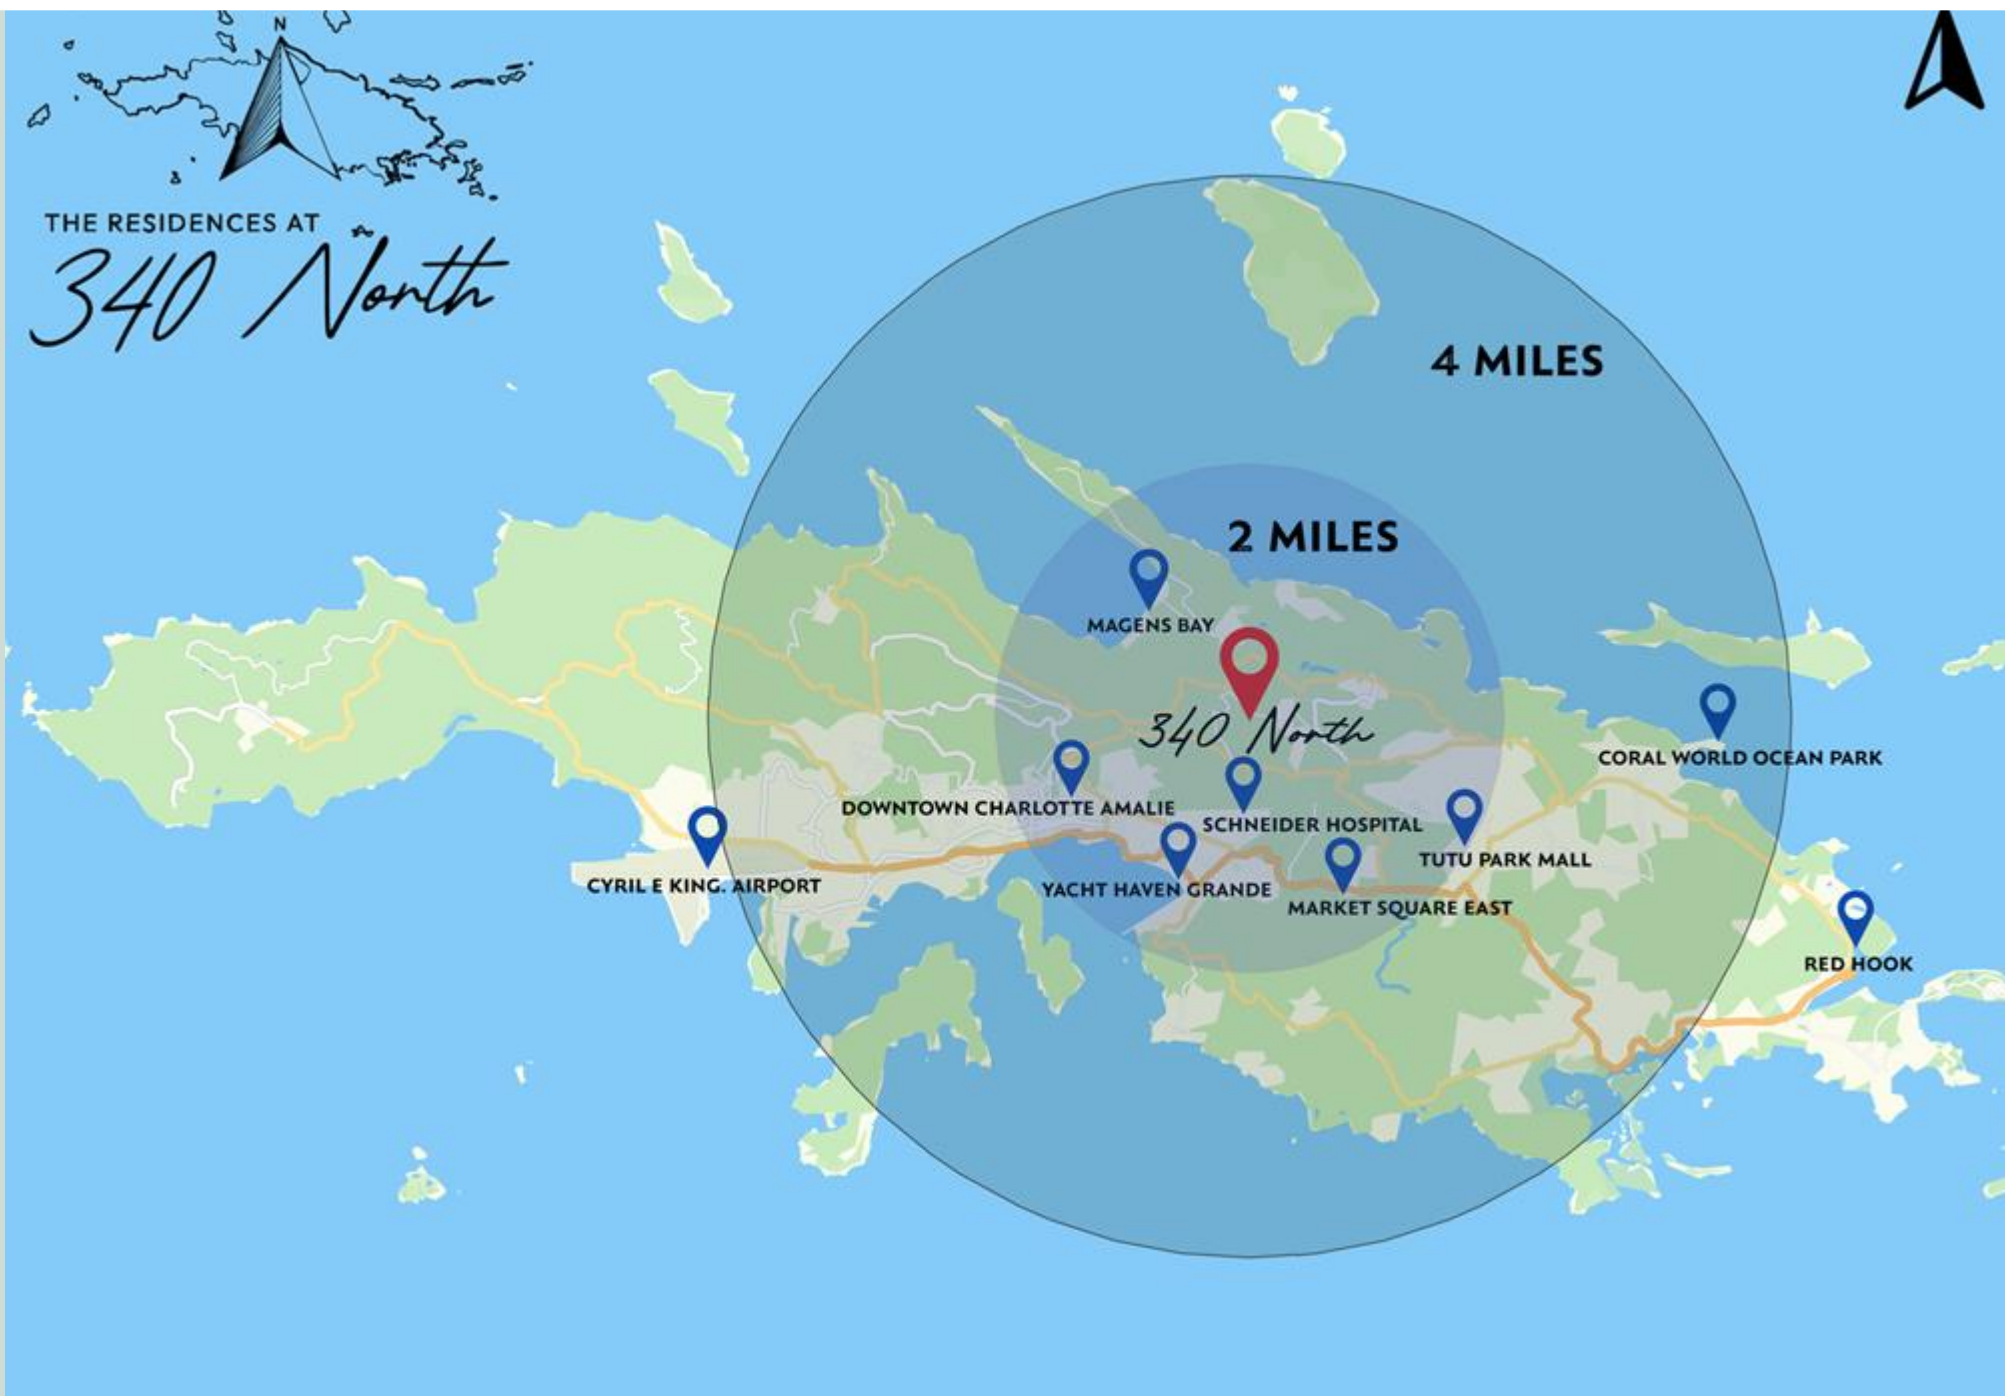 N
THE RESIDENCES AT
340 North
4 MILES
2 MILES
MAGENS BAY
340 North
CORAL WORLD OCEAN PARK
DOWNTOWN CHARLOTTE AMALIE
SCHNEIDER HOSPITAL
TUTU PARK MALL
CYRIL E KING. AIRPORT
YACHT HAVEN GRANDE
MARKET SQUARE EAST
RED HOOK